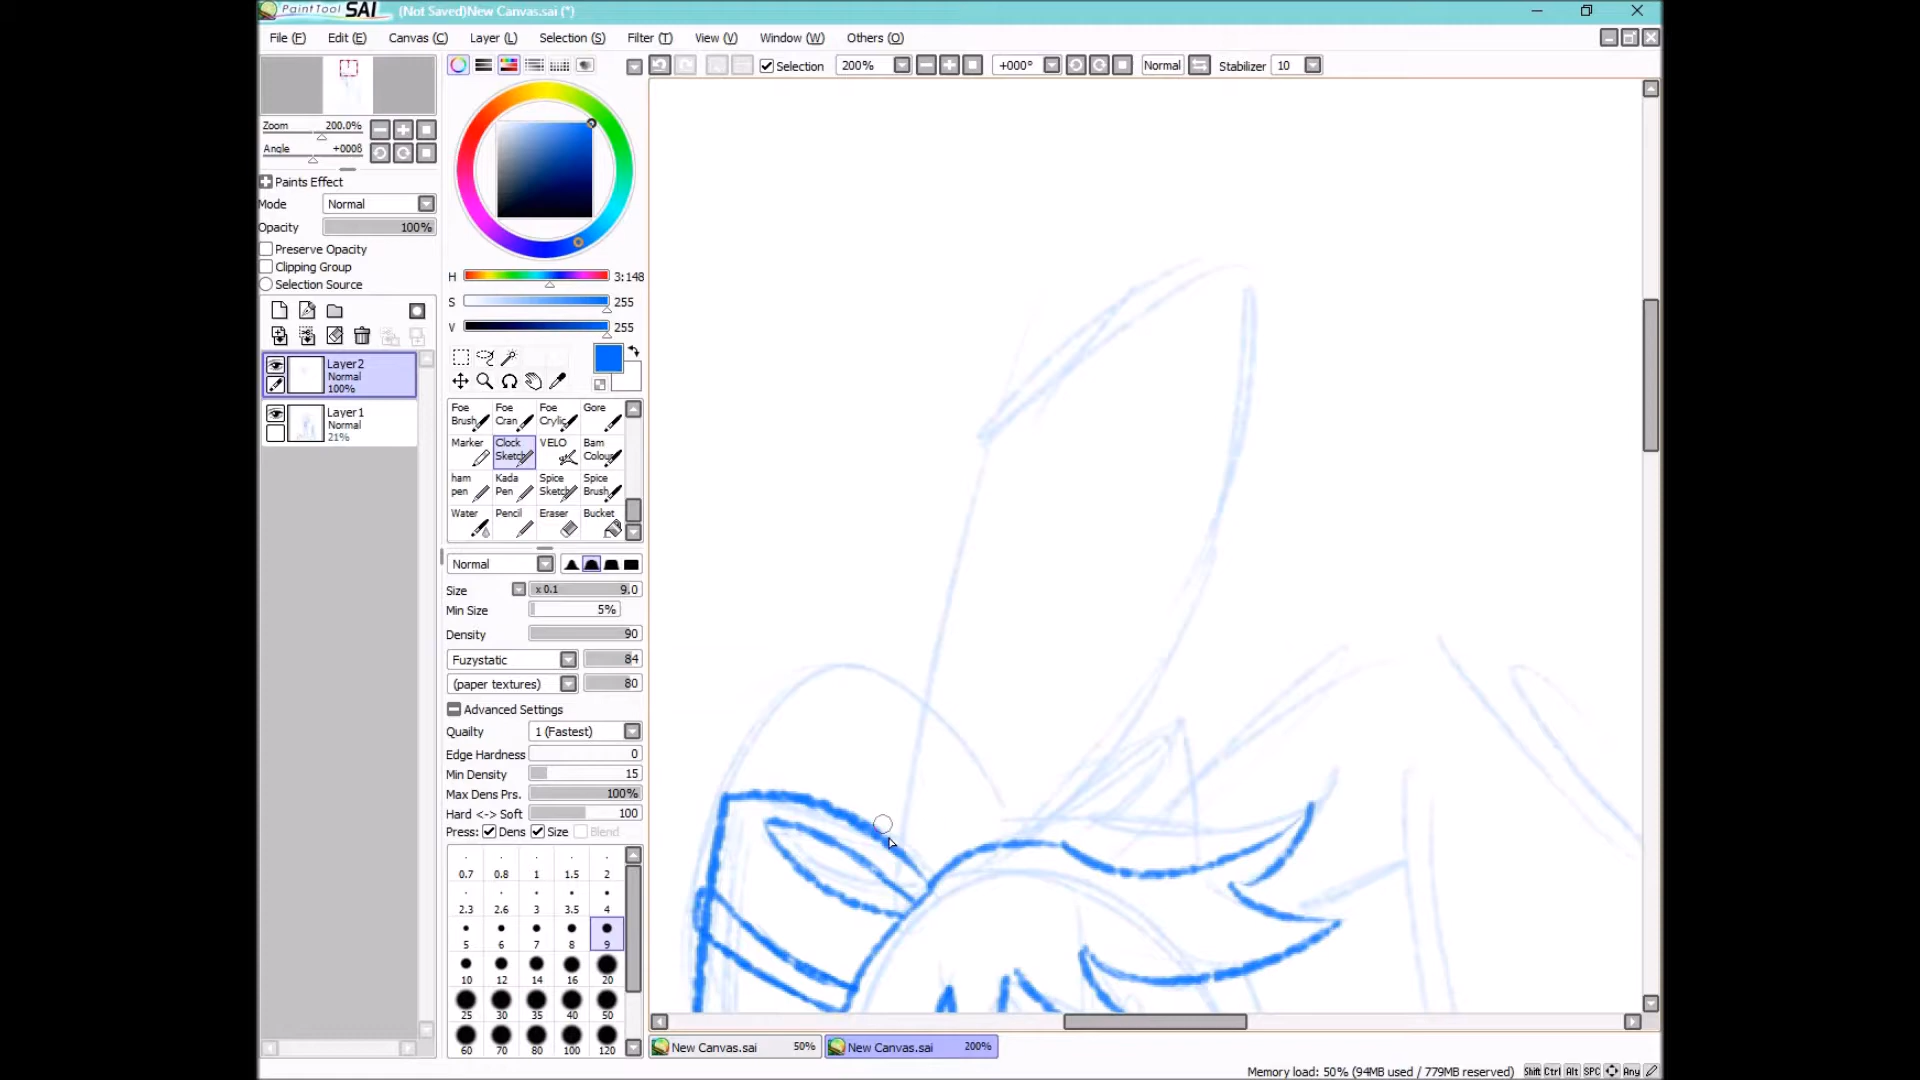 PaintTool SAI (Not Saved)New Canvas.sai (*)
File (F) Edit (E) Canvas (C) Layer (L) Selection (S) Filter (T) View (V) Window (W) Others (O)
Selection 200% +000° Normal Stabilizer 10
Zoom 200.0%
Angle +000ß
Paints Effect
Mode Normal
Opacity 100%
Preserve Opacity
Clipping Group
Selection Source
Layer2
Normal
100%
Layer1
Normal
21%
H 3:148
S 255
V 255
Foe Brush
Foe Cran
Foe Crylic
Gore
Marker
Clock Sketch
VELO
Bam Colour
ham pen
Kada Pen
Spice Sketch
Spice Brush
Water
Pencil
Eraser
Bucket
Normal
Size x 0.1 9.0
Min Size 5%
Density 90
Fuzystatic 84
(paper textures) 80
Advanced Settings
Quailty 1 (Fastest)
Edge Hardness 0
Min Density 15
Max Dens Prs. 100%
Hard <-> Soft 100
Press: Dens Size Blend
0.7 0.8 1 1.5 2
2.3 2.6 3 3.5 4
5 6 7 8 9
10 12 14 16 20
25 30 35 40 50
60 70 80 100 120
New Canvas.sai 50% New Canvas.sai 200%
Memory load: 50% (94MB used / 779MB reserved) Shift Ctrl Alt SPC Any